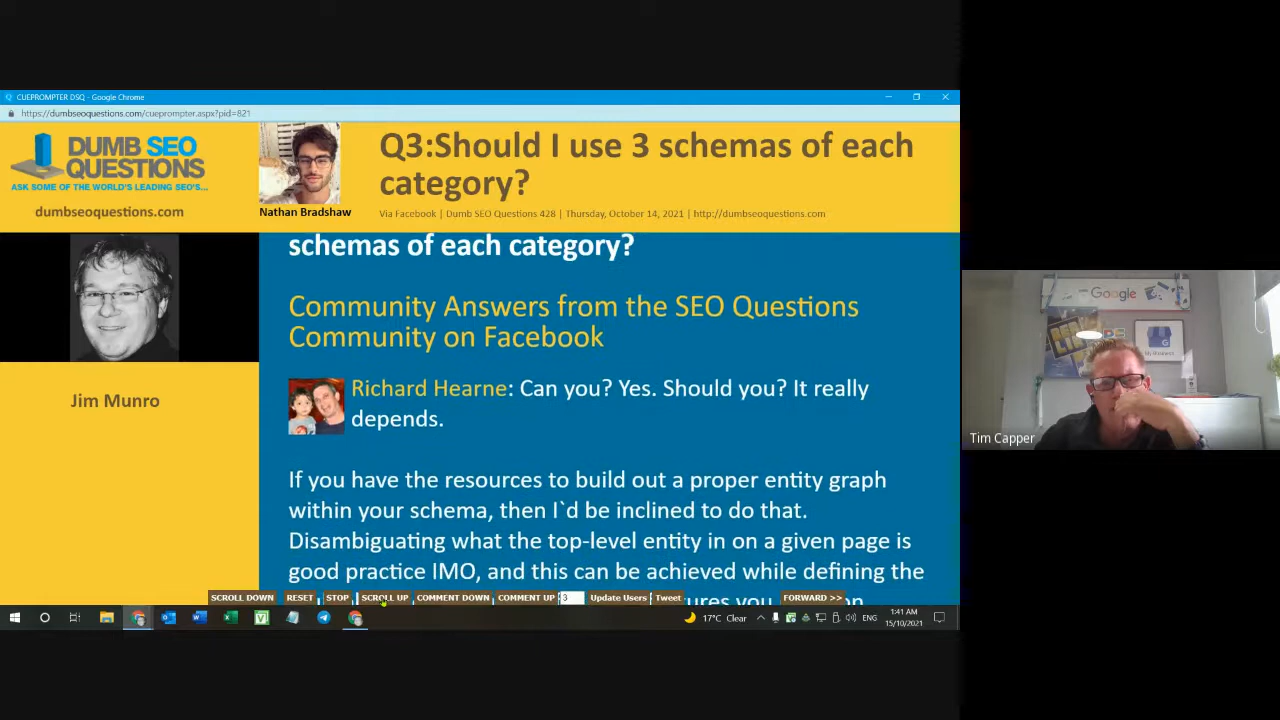 CUEPROMPTER DSQ - Google Chrome
https://dumbseoquestions.com/cueprompter.aspx?pid=821
DUMB SEO
QUESTIONS
ASK SOME OF THE WORLD'S LEADING SEO'S...
dumbseoquestions.com
Nathan Bradshaw
Q3:Should I use 3 schemas of each
category?
Via Facebook | Dumb SEO Questions 428 | Thursday, October 14, 2021 | http://dumbseoquestions.com
Jim Munro
schemas of each category?
Community Answers from the SEO Questions
Community on Facebook
Richard Hearne: Can you? Yes. Should you? It really
depends.
If you have the resources to build out a proper entity graph
within your schema, then I`d be inclined to do that.
Disambiguating what the top-level entity in on a given page is
good practice IMO, and this can be achieved while defining the
SCROLL DOWN RESET STOP SCROLL UP COMMENT DOWN COMMENT UP 3 Update Users Tweet FORWARD >>
17°C Clear
ENG
1:41 AM
15/10/2021
Google
My Business
Tim Capper